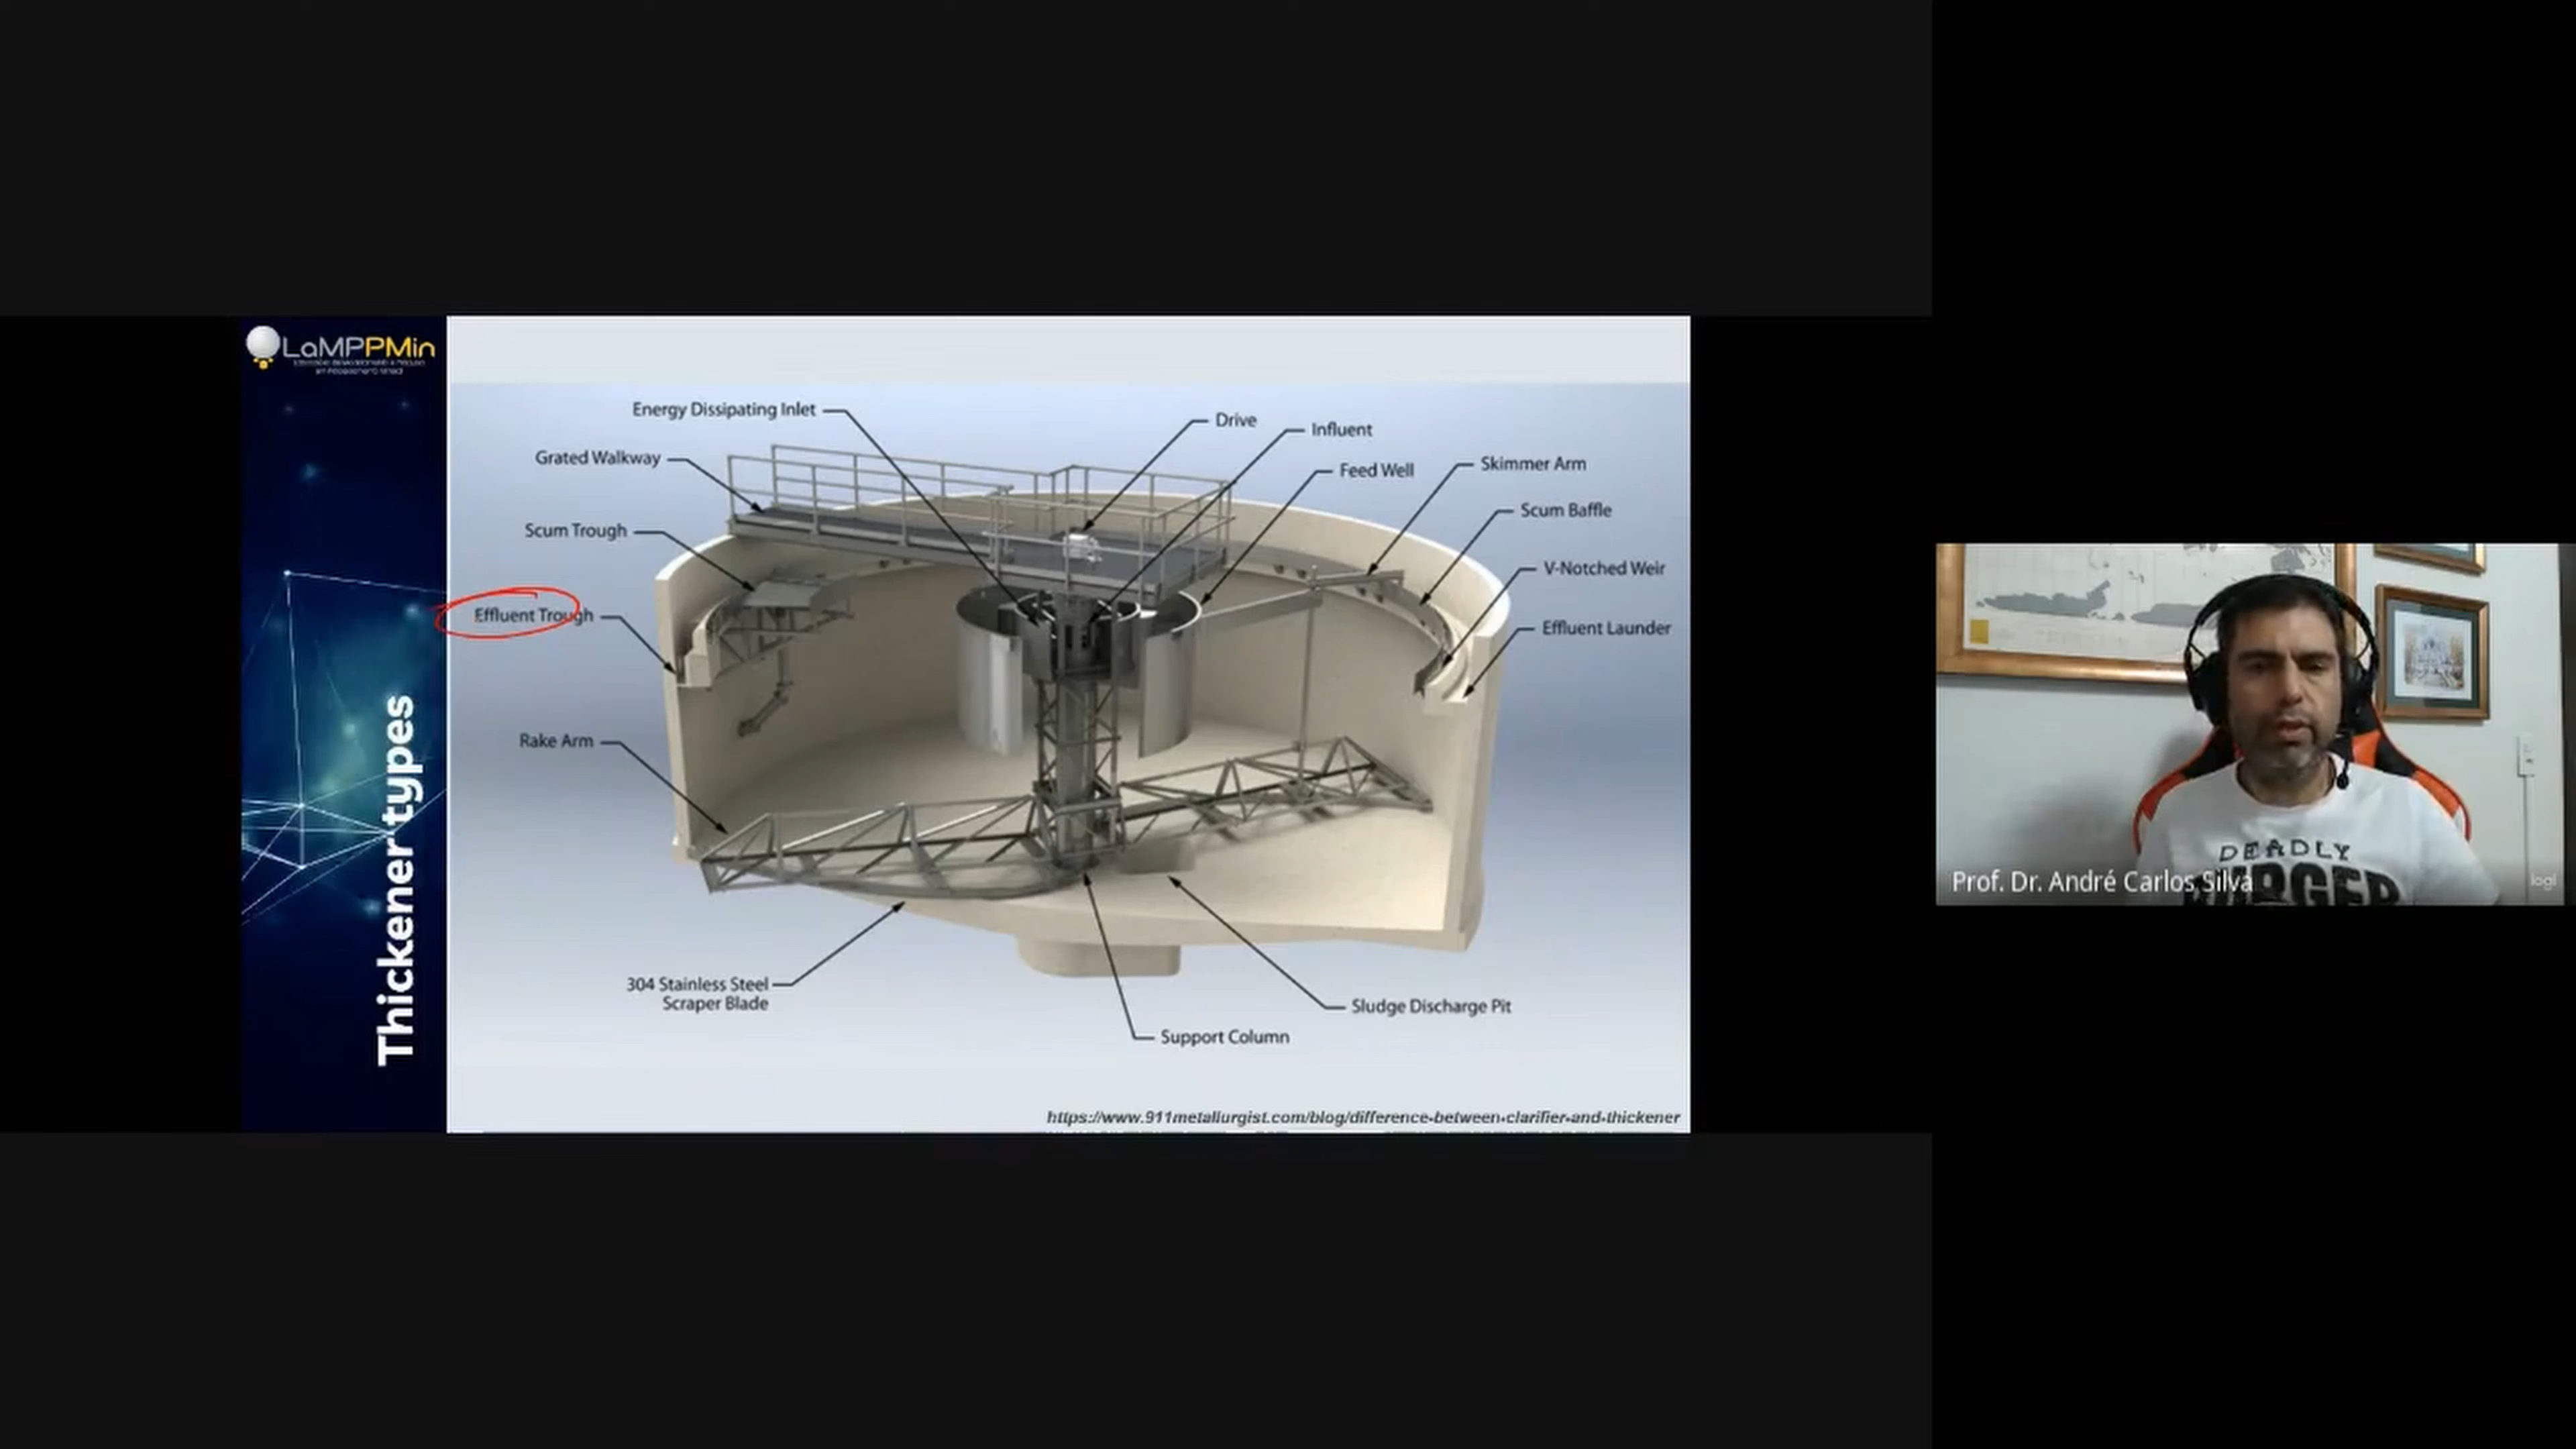 LaMPPMin
Thickener types
Energy Dissipating Inlet
Drive
Influent
Grated Walkway
Feed Well
Skimmer Arm
Scum Trough
Scum Baffle
V-Notched Weir
Effluent Trough
Effluent Launder
Rake Arm
304 Stainless Steel
Scraper Blade
Sludge Discharge Pit
Support Column
https://www.911metallurgist.com/blog/difference-between-clarifier-and-thickener
DEADLY
Prof. Dr. André Carlos Silva
logi